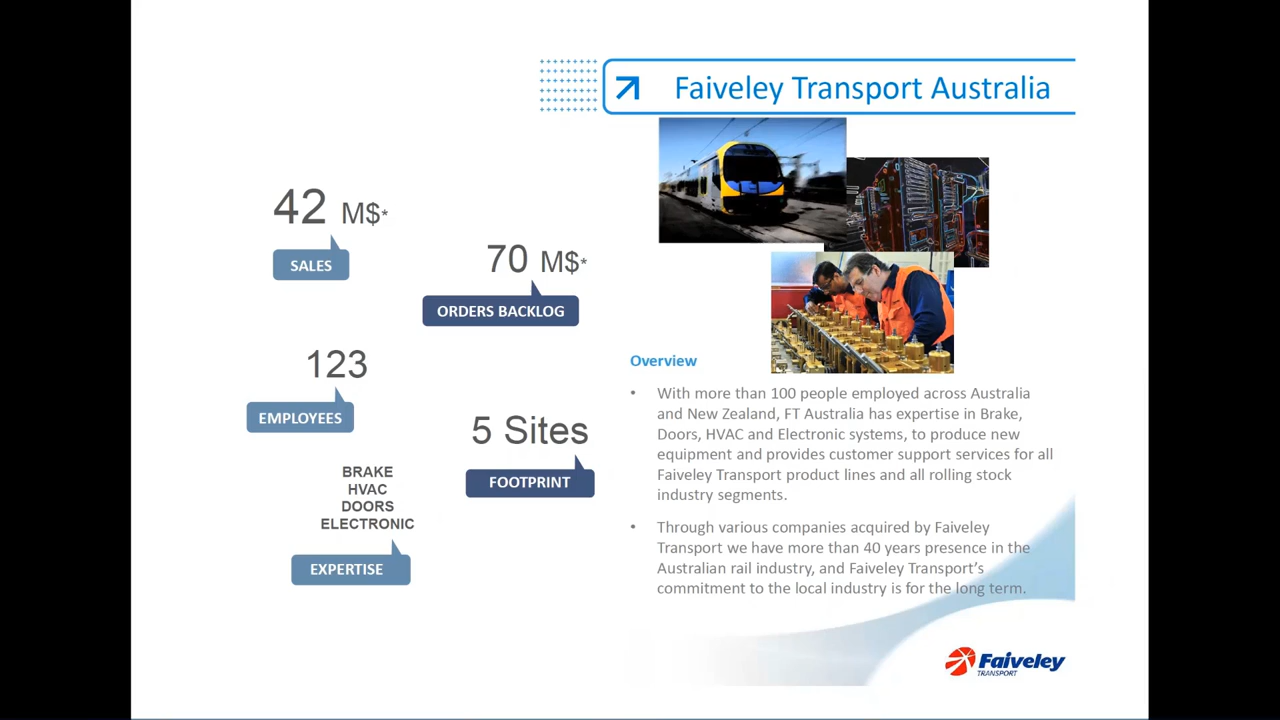 Faiveley Transport Australia
42 M$*
SALES
70 M$*
ORDERS BACKLOG
123
EMPLOYEES
5 Sites
FOOTPRINT
BRAKE
HVAC
DOORS
ELECTRONIC
EXPERTISE
Overview
• With more than 100 people employed across Australia
and New Zealand, FT Australia has expertise in Brake,
Doors, HVAC and Electronic systems, to produce new
equipment and provides customer support services for all
Faiveley Transport product lines and all rolling stock
industry segments.
• Through various companies acquired by Faiveley
Transport we have more than 40 years presence in the
Australian rail industry, and Faiveley Transport's
commitment to the local industry is for the long term.
Faiveley
TRANSPORT